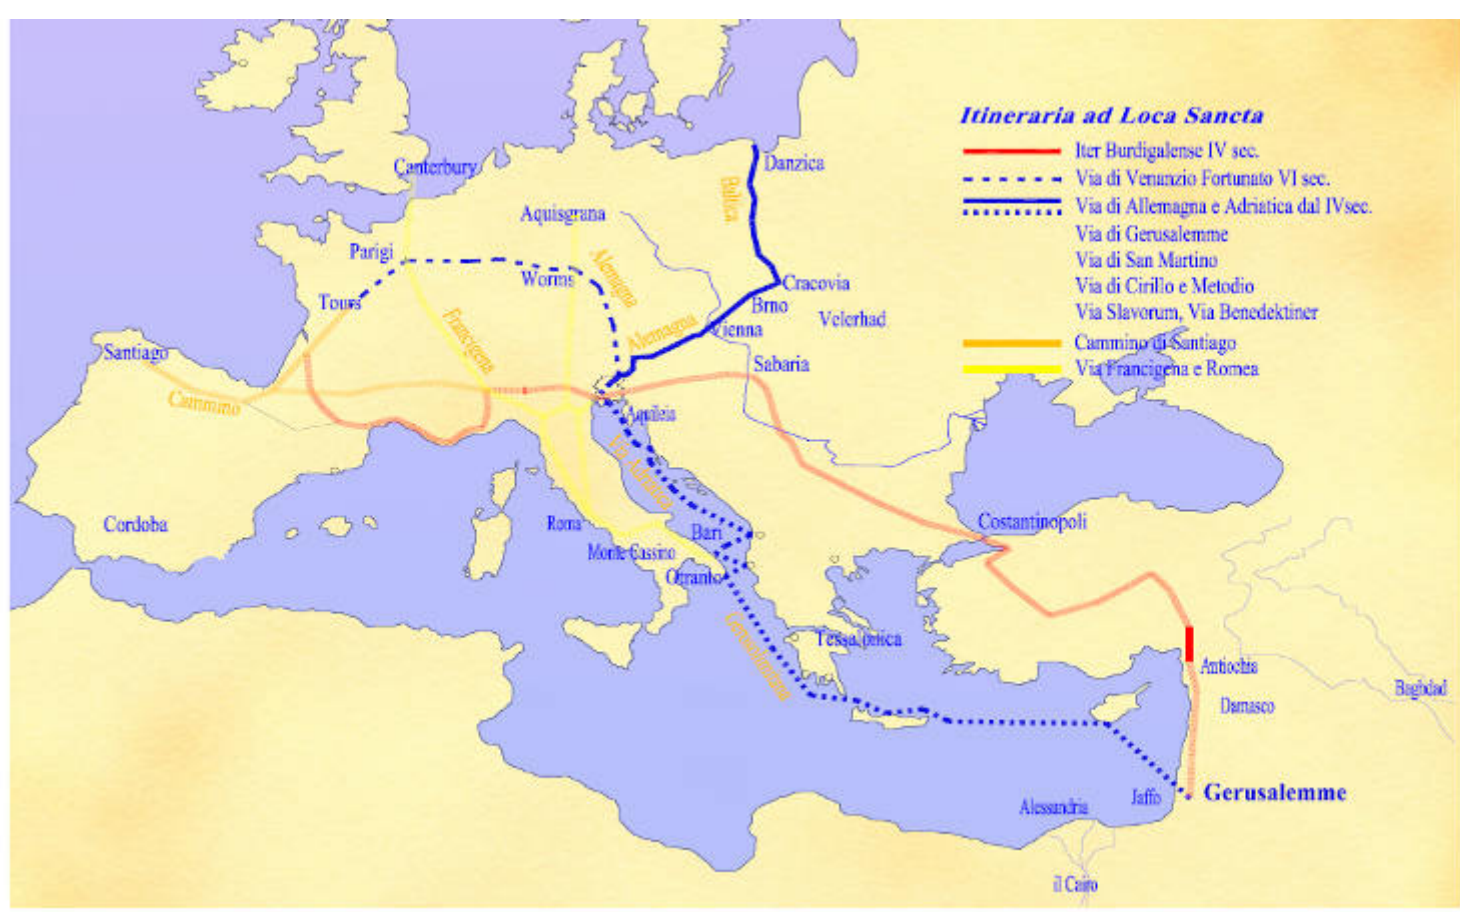 Itineraria ad Loca Sancta
Iter Burdigalense IV sec.
Via di Venanzio Fortunato VI sec.
Via di Allemagna e Adriatica dal IVsec.
Via di Gerusalemme
Via di San Martino
Via di Cirillo e Metodio
Via Slavorum, Via Benedektiner
Cammino di Santiago
Via Francigena e Romea
Canterbury
Danzica
Baltica
Aquisgrana
Parigi
Worms
Alemagna
Cracovia
Brno
Tours
Velerhad
Francigena
Allemagna
Vienna
Santiago
Sabaria
Cammino
Aquileia
Via Adriatica
Cordoba
Roma
Bari
Costantinopoli
Monte Cassino
Otranto
Gerosolimitana
Tessalonica
Antiochia
Baghdad
Damasco
Jaffo
Gerusalemme
Alessandria
il Cairo